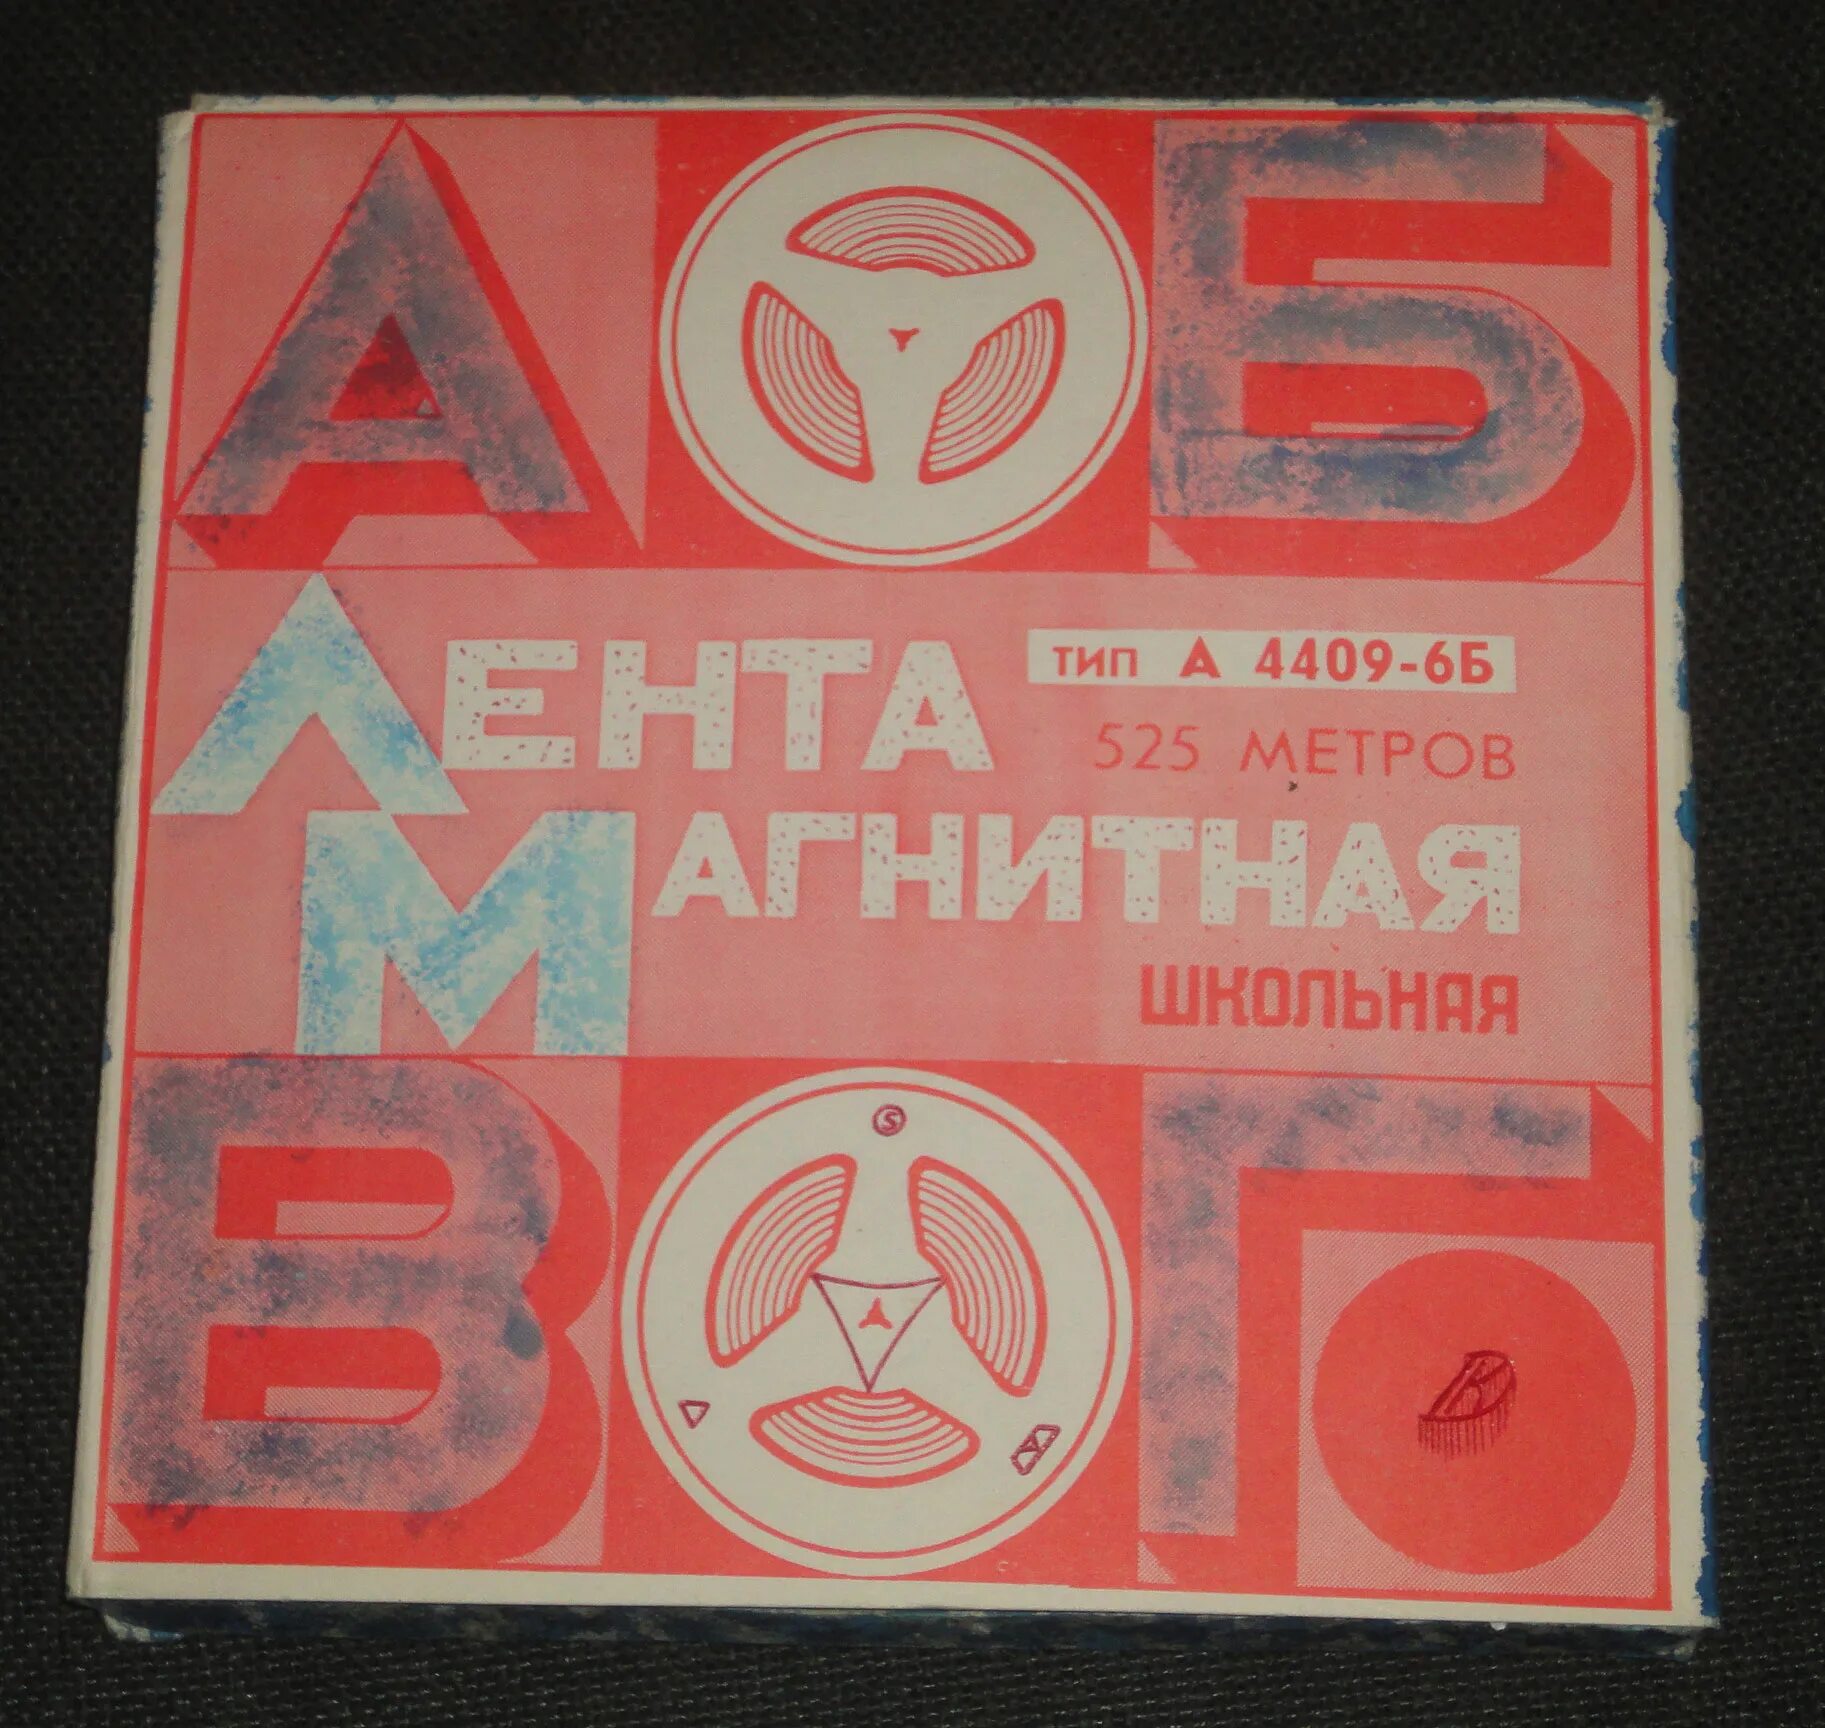 А Б
ЛЕНТА
ТИП А 4409-6Б
525 МЕТРОВ
МАГНИТНАЯ
ШКОЛЬНАЯ
S
В Г